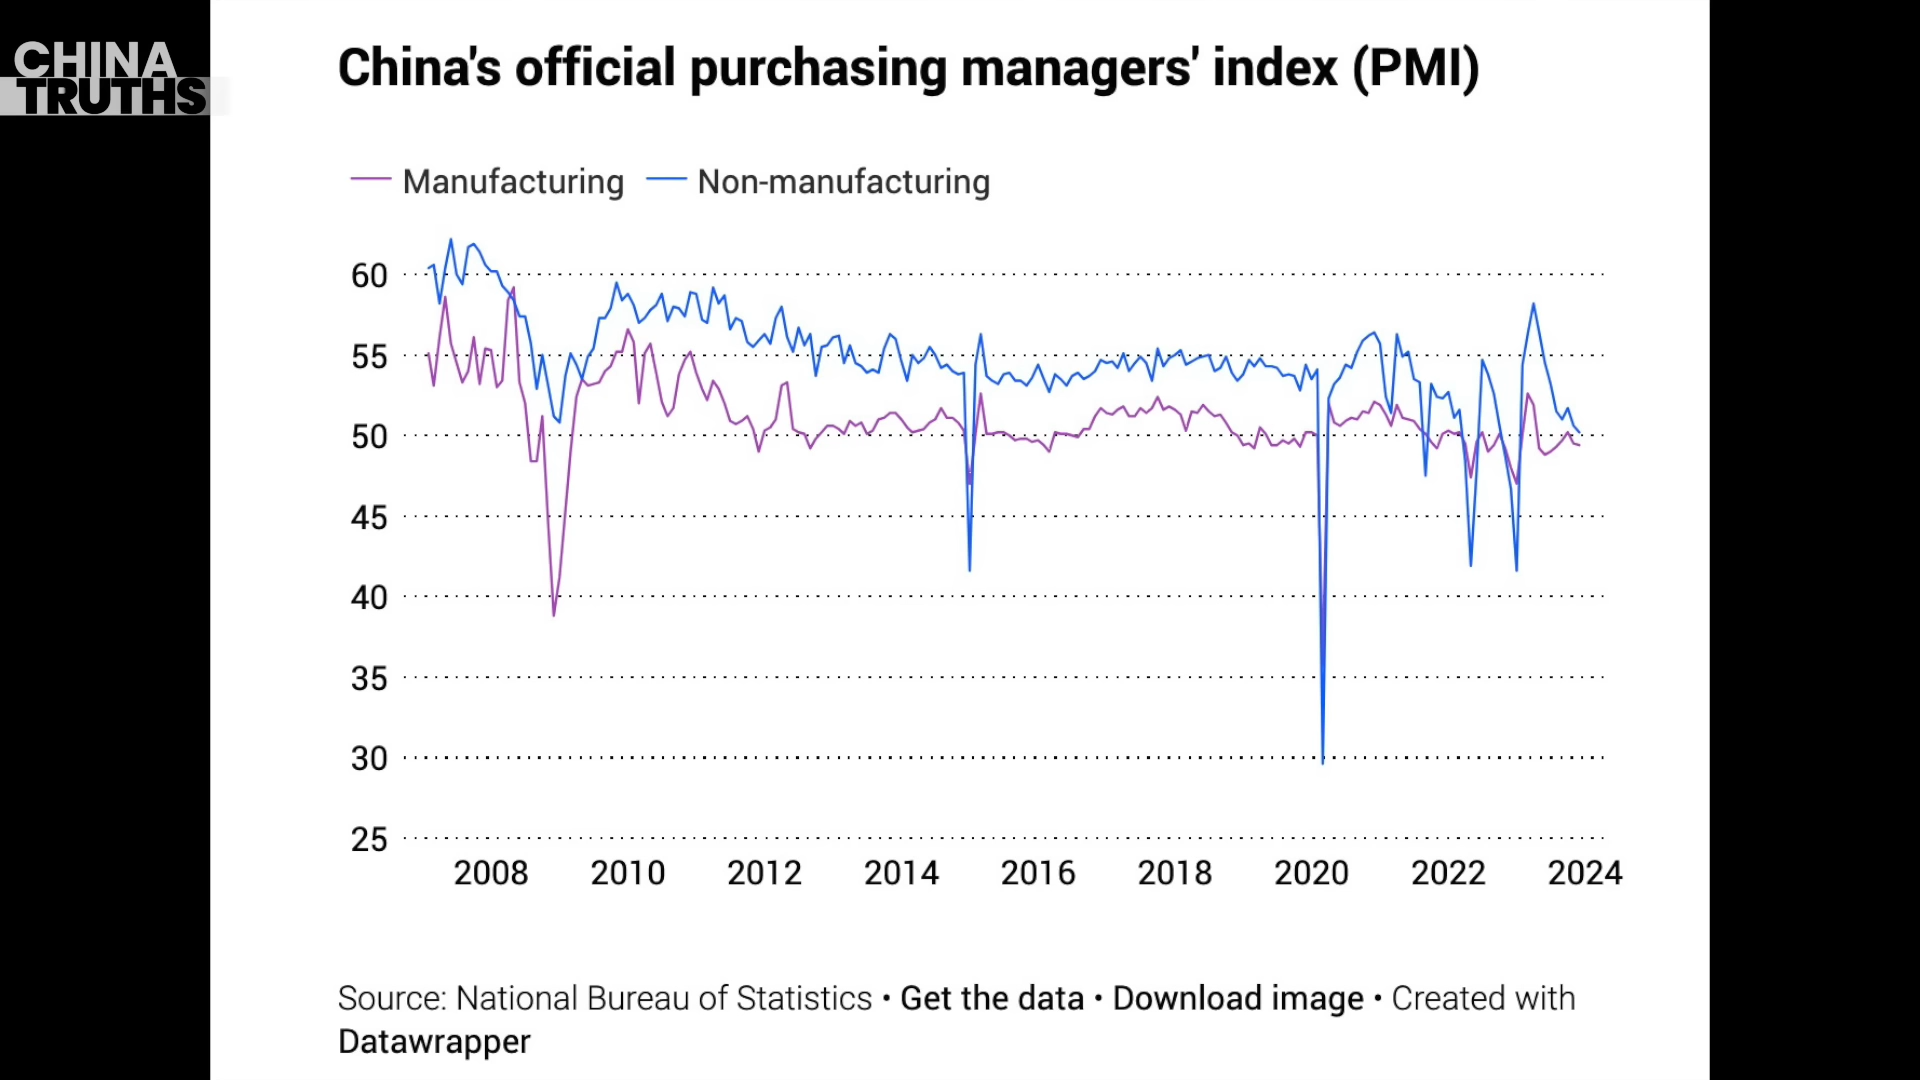 CHINA
TRUTHS
China's official purchasing managers' index (PMI)
Manufacturing Non-manufacturing
60
55
50
45
40
35
30
25
2008 2010 2012 2014 2016 2018 2020 2022 2024
Source: National Bureau of Statistics • Get the data • Download image • Created with
Datawrapper